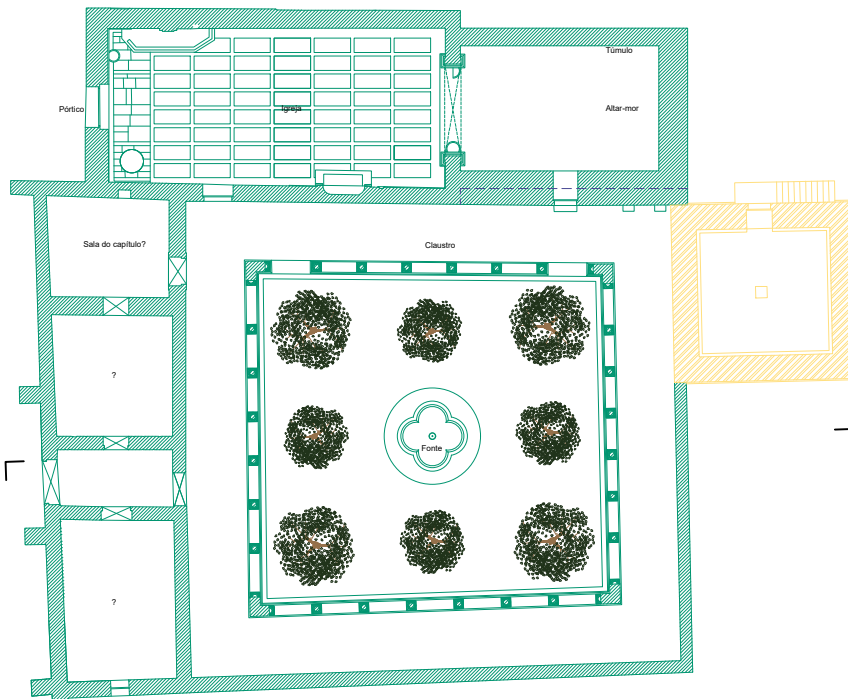 Túmulo
Pórtico
Igreja
Altar-mor
Sala do capítulo?
Claustro
?
Fonte
?